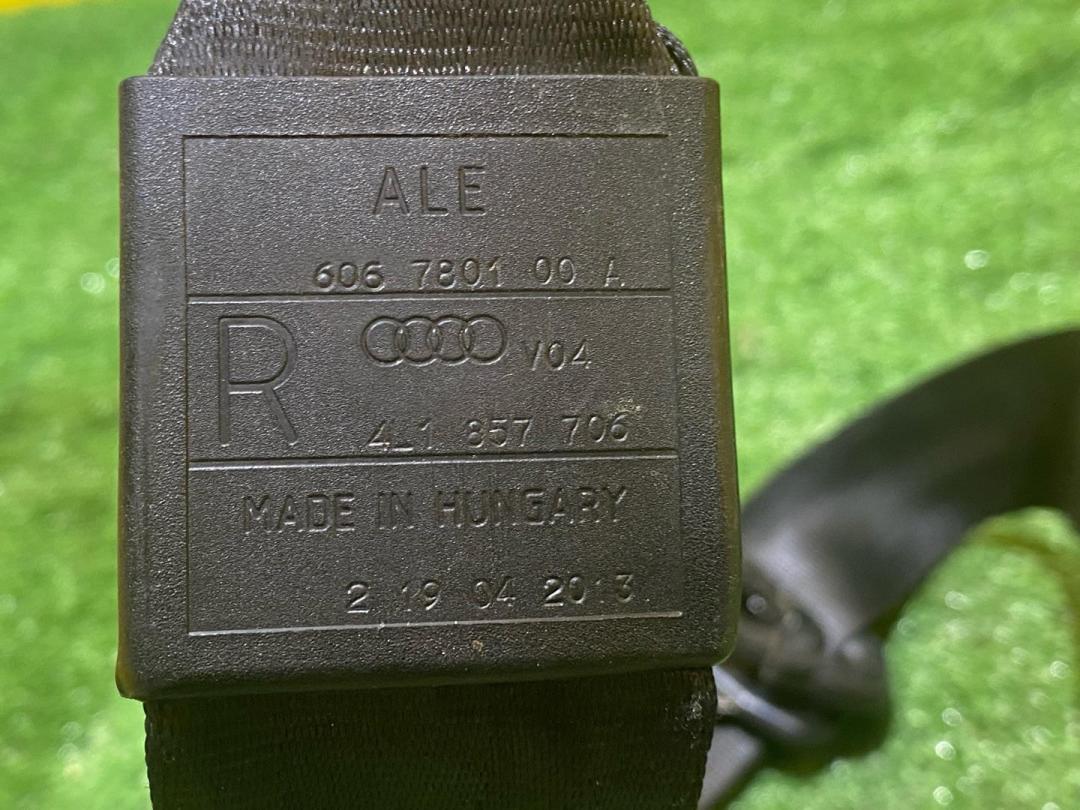 ALE
606 7801 00 A
R V04
4L1 857 706
MADE IN HUNGARY
2 19 04 2013